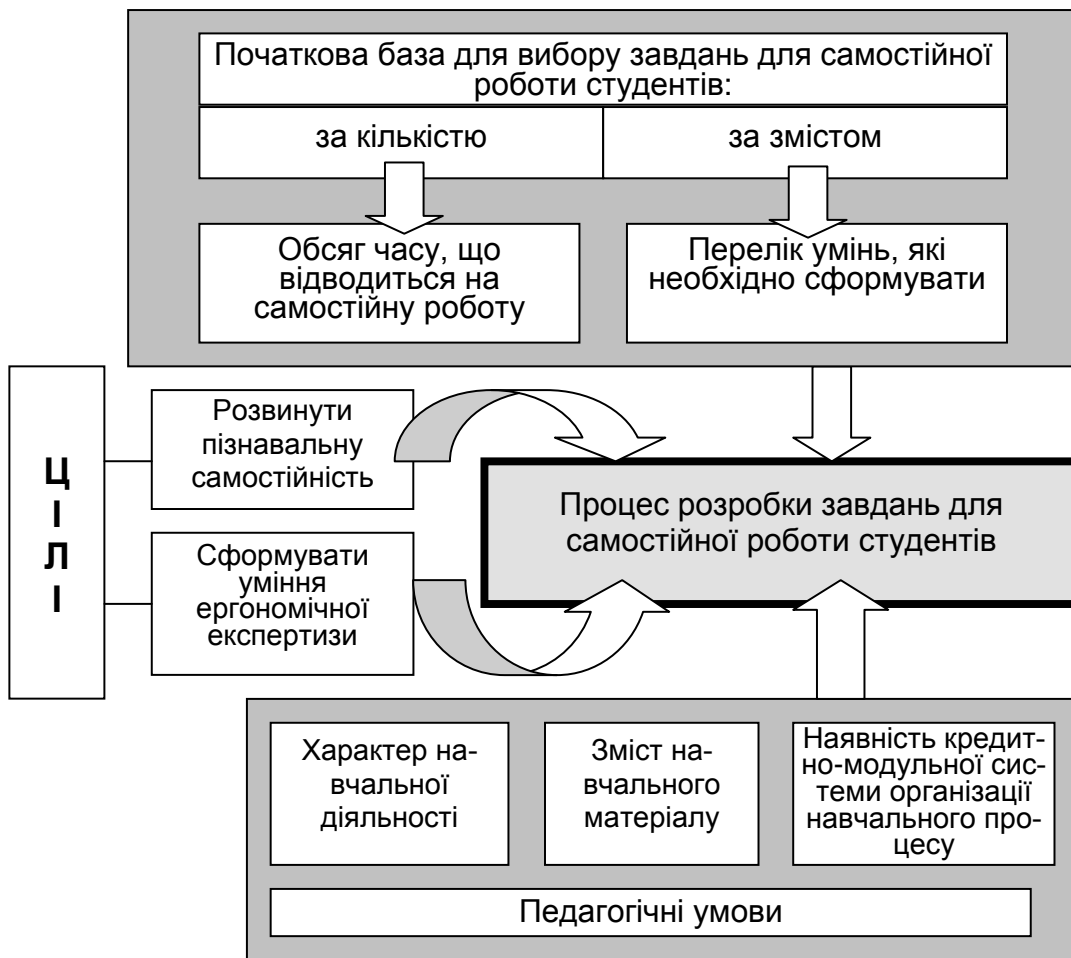 Початкова база для вибору завдань для самостійної
роботи студентів:
за кількістю
за змістом
Обсяг часу, що
відводиться на
самостійну роботу
Перелік умінь, які
необхідно сформувати
Ц
І
Л
І
Розвинути
пізнавальну
самостійність
Сформувати
уміння
ергономічної
експертизи
Процес розробки завдань для
самостійної роботи студентів
Характер на-
вчальної
діяльності
Зміст на-
вчального
матеріалу
Наявність кредит-
но-модульної сис-
теми організації
навчального про-
цесу
Педагогічні умови